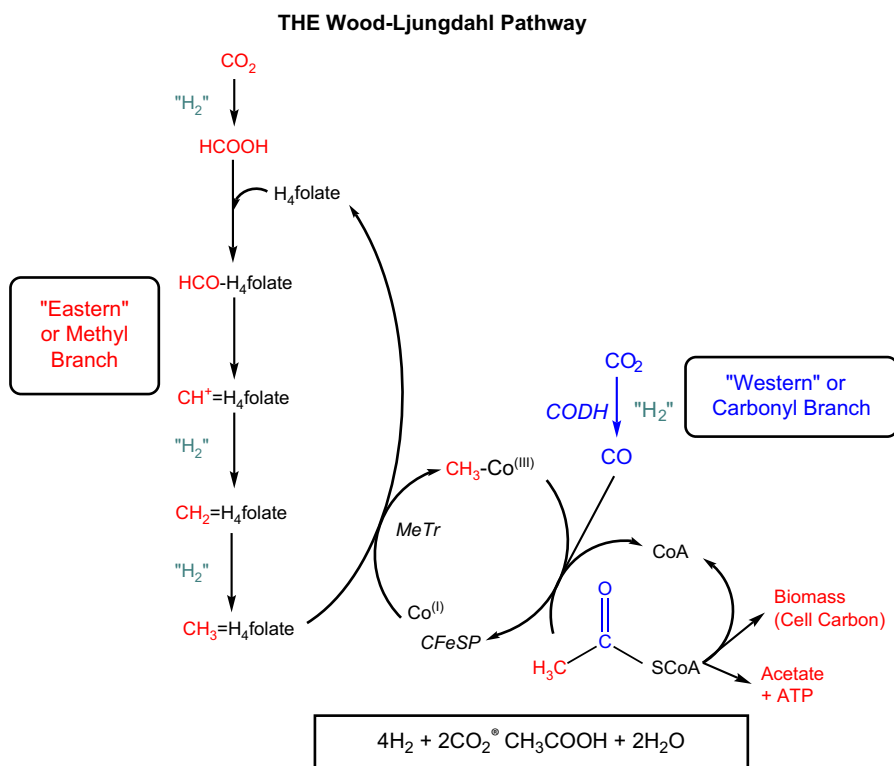 THE Wood-Ljungdahl Pathway
CO₂
"H₂"
HCOOH
H₄folate
HCO-H₄folate
"Eastern"
or Methyl
Branch
CH⁺=H₄folate
"H₂"
CH₂=H₄folate
"H₂"
CH₃=H₄folate
CH₃-Co⁽ᴵᴵᴵ⁾
MeTr
Co⁽ᴵ⁾
CFeSP
CO₂
CODH
"H₂"
CO
"Western" or
Carbonyl Branch
CoA
O
C
H₃C
SCoA
Biomass
(Cell Carbon)
Acetate
+ ATP
4H₂ + 2CO₂ ® CH₃COOH + 2H₂O